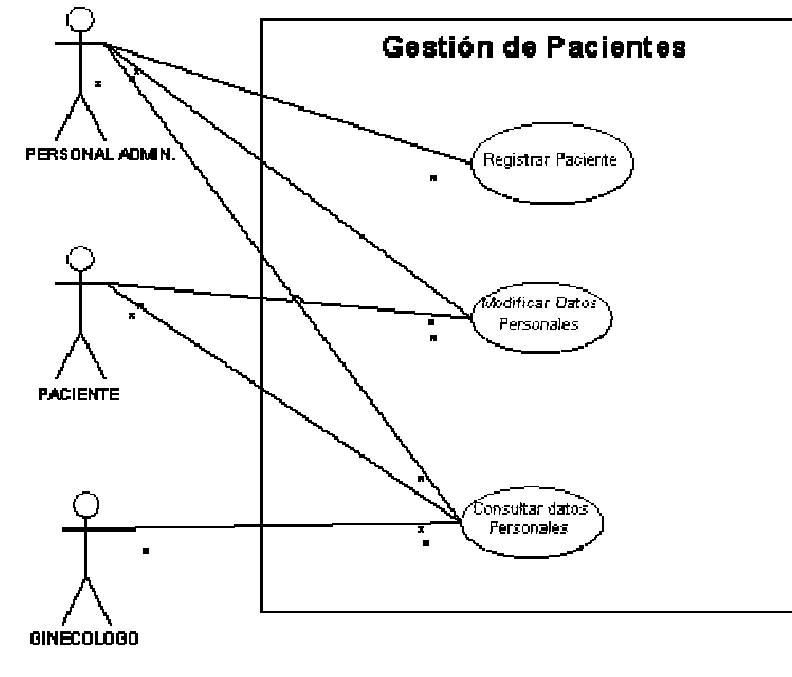 Gestión de Pacientes
PERSONAL ADMIN.
Registrar Paciente
Modificar Datos
Personales
PACIENTE
Consultar datos
Personales
GINECOLOGO